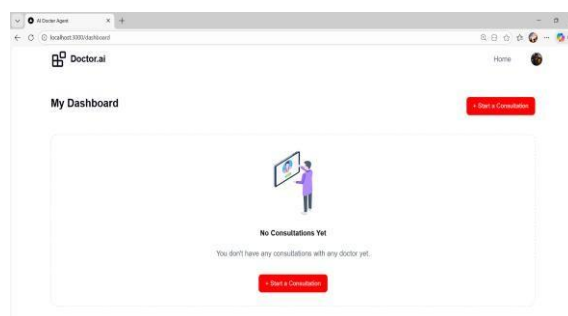 AI Doctor Agent
localhost:3000/dashboard
Doctor.ai
Home
My Dashboard
+ Start a Consultation
No Consultations Yet
You don't have any consultations with any doctor yet.
+ Start a Consultation